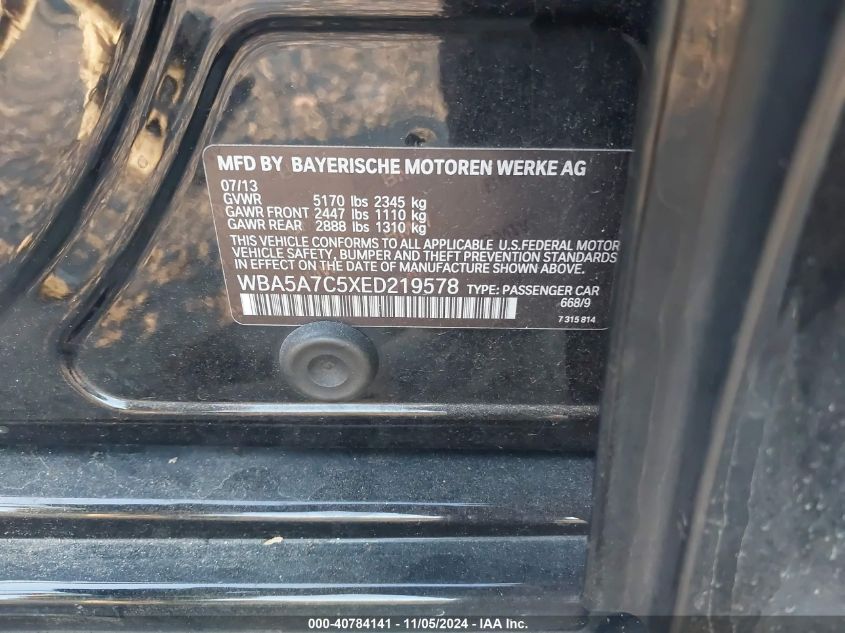 MFD BY BAYERISCHE MOTOREN WERKE AG
07/13
GVWR 5170 lbs 2345 kg
GAWR FRONT 2447 lbs 1110 kg
GAWR REAR 2888 lbs 1310 kg
THIS VEHICLE CONFORMS TO ALL APPLICABLE U.S.FEDERAL MOTOR
VEHICLE SAFETY, BUMPER AND THEFT PREVENTION STANDARDS
IN EFFECT ON THE DATE OF MANUFACTURE SHOWN ABOVE.
WBA5A7C5XED219578 TYPE: PASSENGER CAR
668/9
7 315 814
000-40784141 - 11/05/2024 - IAA Inc.